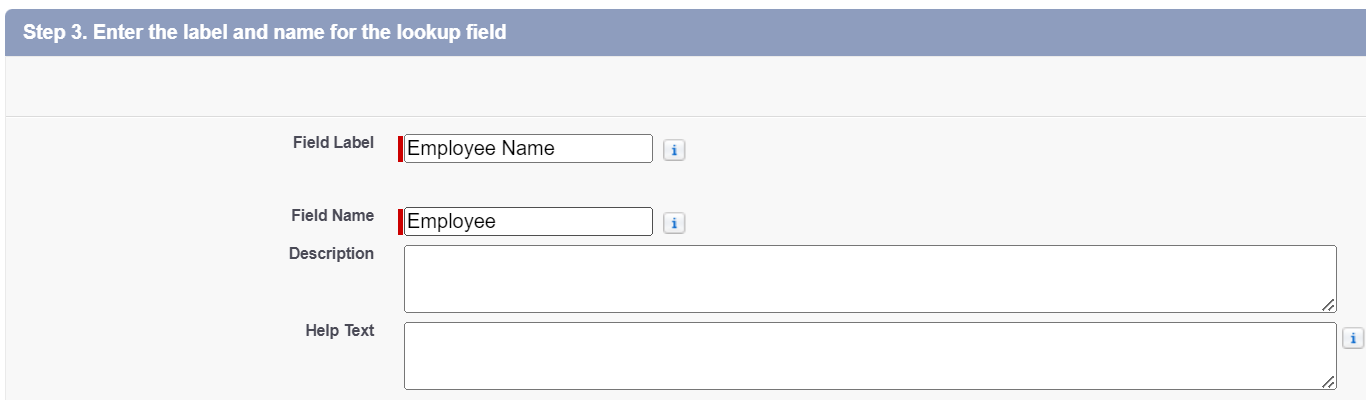 Step 3. Enter the label and name for the lookup field
Field Label Employee Name i
Field Name Employee i
Description
Help Text i